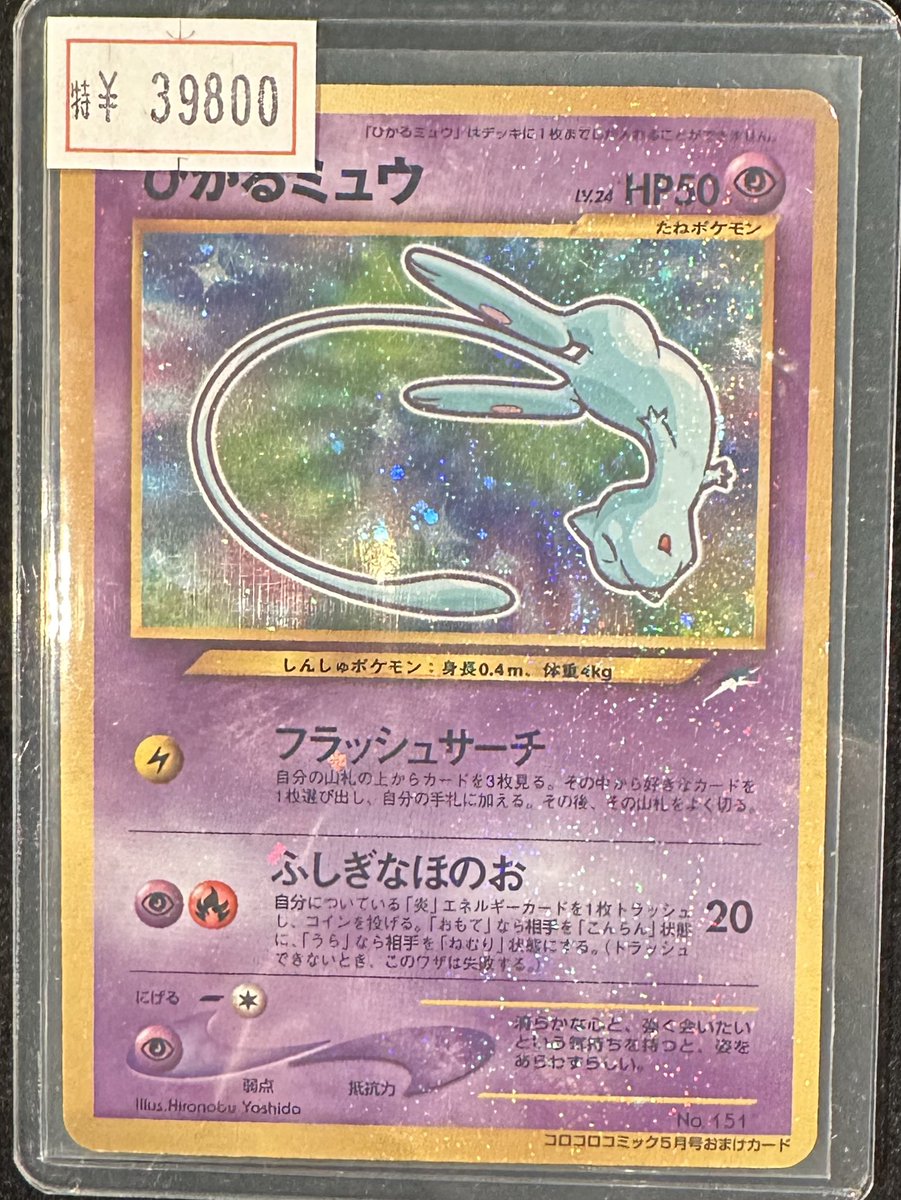 特¥ 39800
「ひかるミュウ」はデッキに1枚までしか入れることができません。
ひかるミュウ LV.24 HP50
たねポケモン
しんしゅポケモン:身長0.4m、体重4kg
フラッシュサーチ
自分の山札の上からカードを3枚見る。その中から好きなカードを
1枚選び出し、自分の手札に加える。その後、その山札をよく切る。
ふしぎなほのお
自分についている「炎」エネルギーカードを1枚トラッシュ
し、コインを投げる。「おもて」なら相手を「こんらん」状態
に、「うら」なら相手を「ねむり」状態にする。(トラッシュ
できないとき、このワザは失敗する。)
20
にげる
清らかな心と、強く会いたい
という気持ちを持つと、姿を
あらわすらしい。
弱点 抵抗力
Illus.Hironobu Yoshida
No.151
コロコロコミック5月号おまけカード